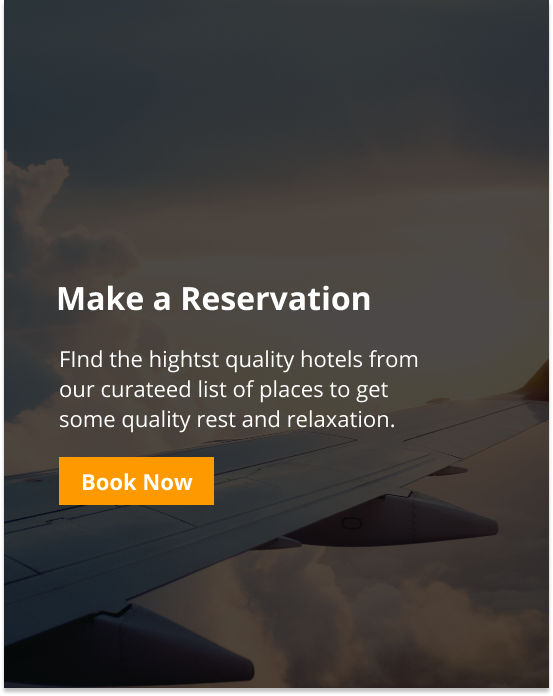 Make a Reservation
FInd the hightst quality hotels from
our curateed list of places to get
some quality rest and relaxation.
Book Now